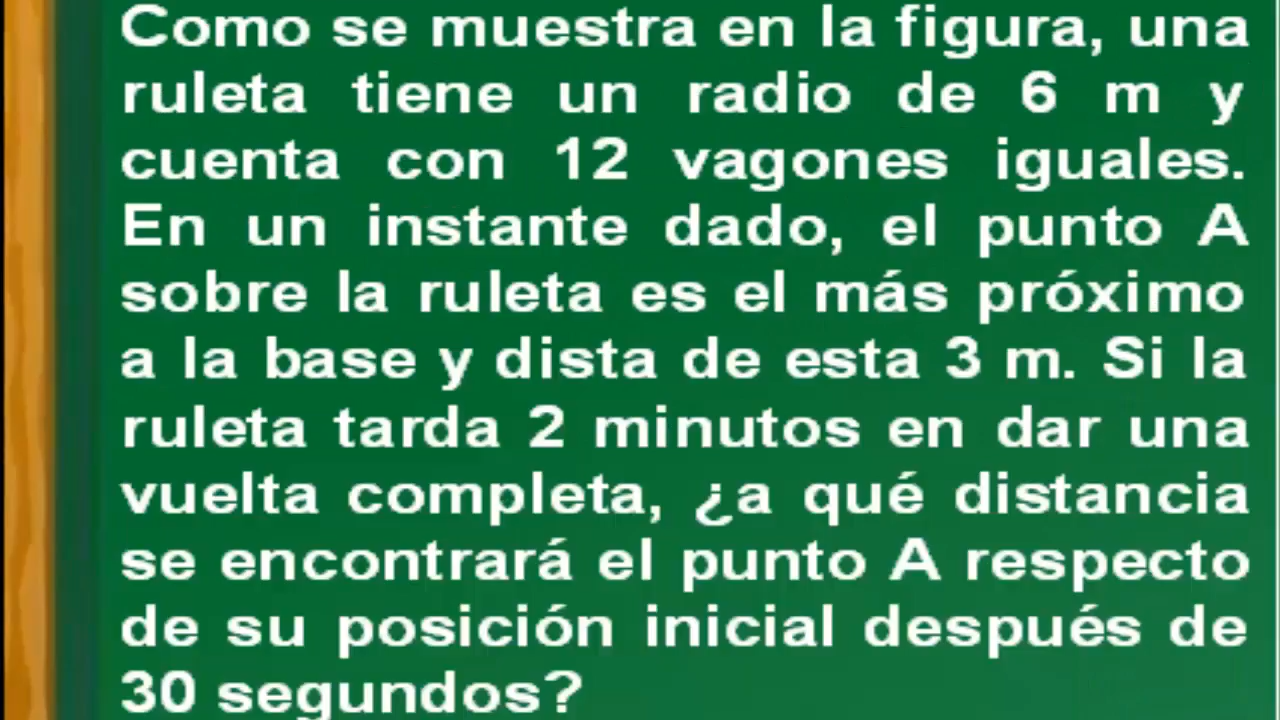 Como se muestra en la figura, una
ruleta tiene un radio de 6 m y
cuenta con 12 vagones iguales.
En un instante dado, el punto A
sobre la ruleta es el más próximo
a la base y dista de esta 3 m. Si la
ruleta tarda 2 minutos en dar una
vuelta completa, ¿a qué distancia
se encontrará el punto A respecto
de su posición inicial después de
30 segundos?